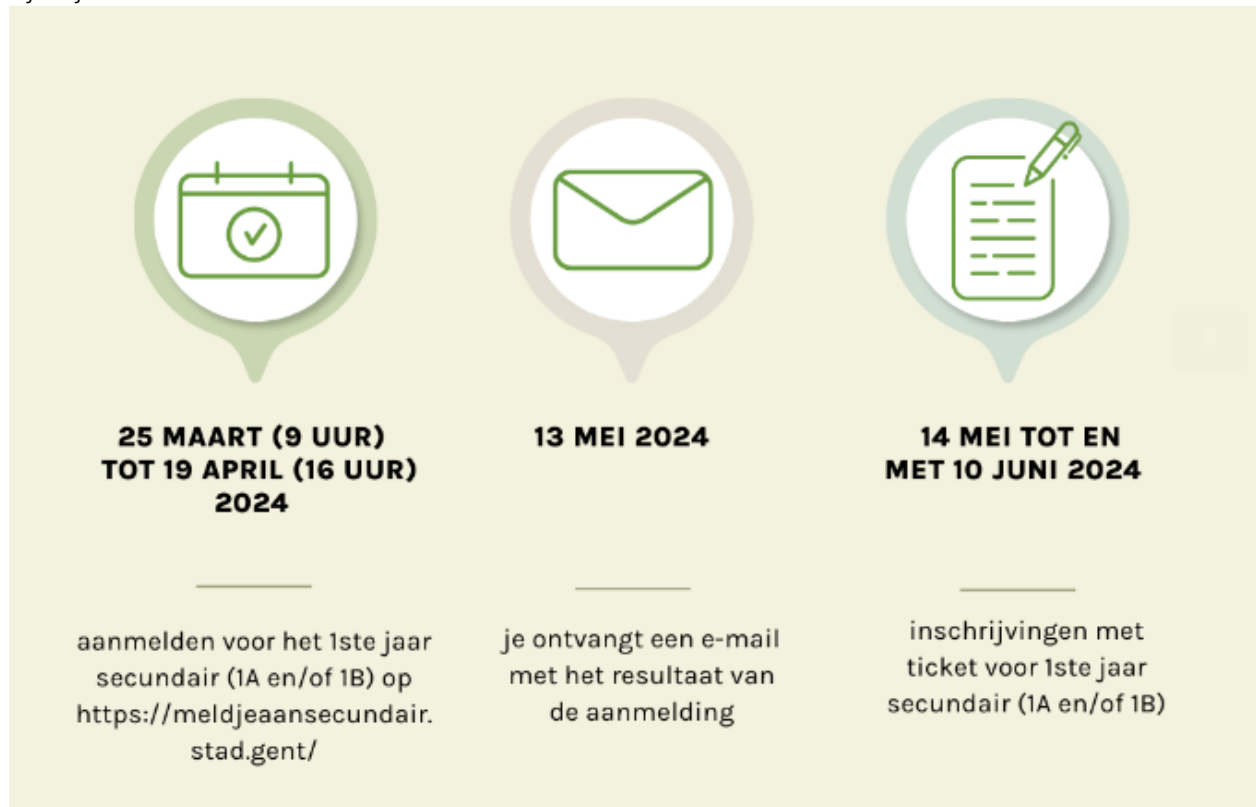 25 MAART (9 UUR)
TOT 19 APRIL (16 UUR)
2024
aanmelden voor het 1ste jaar
secundair (1A en/of 1B) op
https://meldjeaansecundair.
stad.gent/
13 MEI 2024
je ontvangt een e-mail
met het resultaat van
de aanmelding
14 MEI TOT EN
MET 10 JUNI 2024
inschrijvingen met
ticket voor 1ste jaar
secundair (1A en/of 1B)